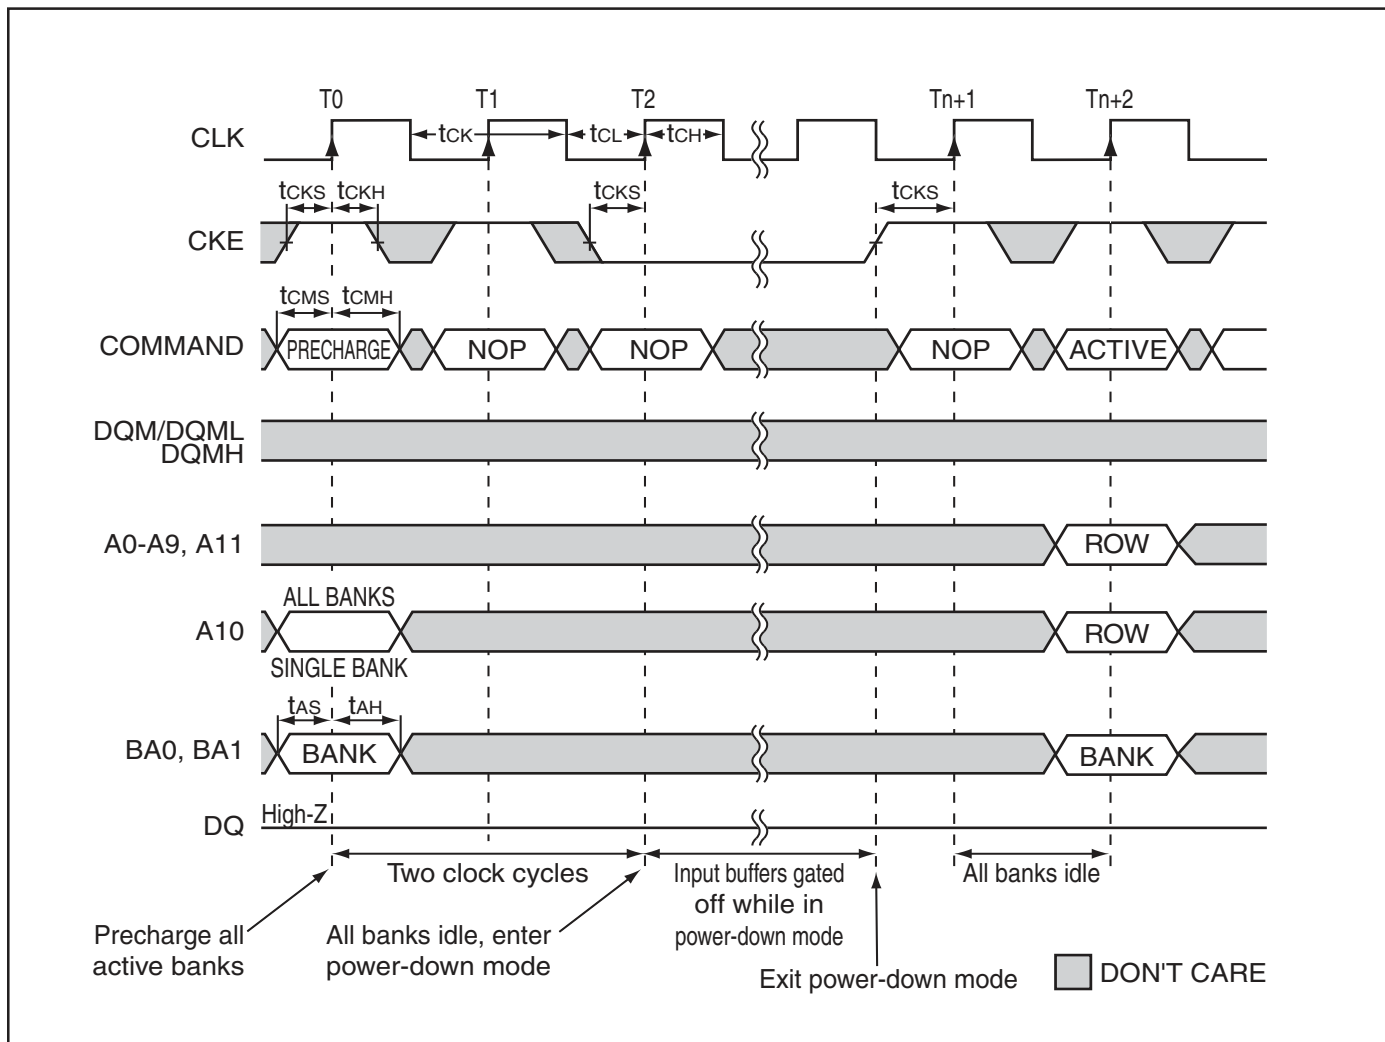 T0 T1 T2 Tn+1 Tn+2
CLK tCK tCL tCH
tCKS tCKH tCKS tCKS
CKE
tCMS tCMH
COMMAND PRECHARGE NOP NOP NOP ACTIVE
DQM/DQML
DQMH
A0-A9, A11 ROW
ALL BANKS
A10 ROW
SINGLE BANK
tAS tAH
BA0, BA1 BANK BANK
DQ High-Z
Two clock cycles
Input buffers gated
off while in
power-down mode
All banks idle
Precharge all
active banks
All banks idle, enter
power-down mode
Exit power-down mode
DON'T CARE